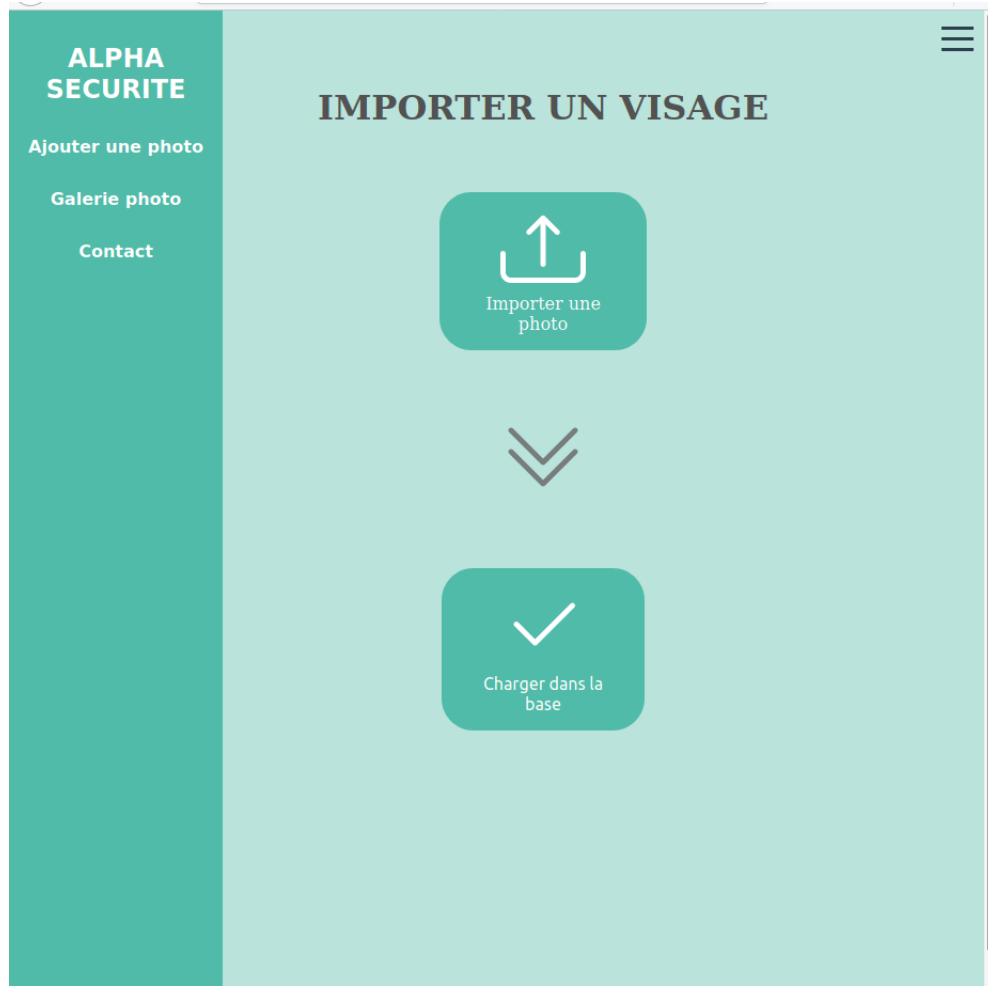 ALPHA
SECURITE
Ajouter une photo
Galerie photo
Contact
IMPORTER UN VISAGE
Importer une
photo
Charger dans la
base